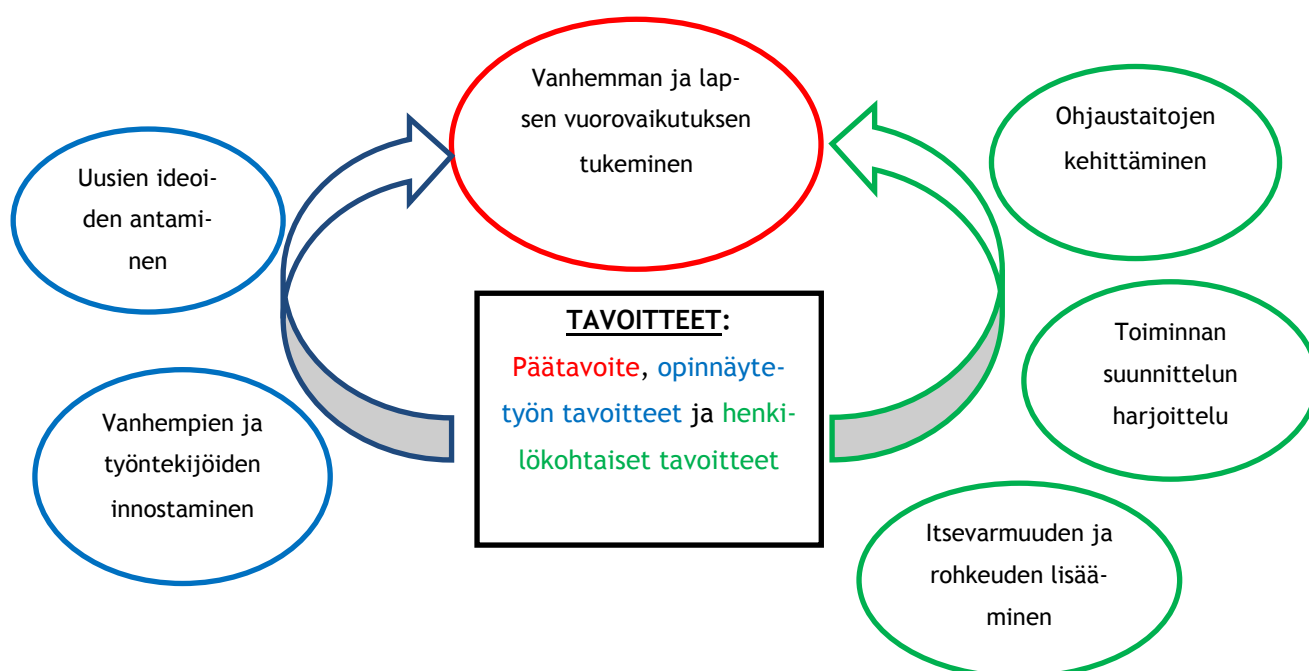 Vanhemman ja lap-
sen vuorovaikutuksen
tukeminen
Ohjaustaitojen
kehittäminen
Uusien ideoi-
den antami-
nen
TAVOITTEET:
Päätavoite, opinnäyte-
työn tavoitteet ja henki-
lökohtaiset tavoitteet
Toiminnan
suunnittelun
harjoittelu
Vanhempien ja
työntekijöiden
innostaminen
Itsevarmuuden ja
rohkeuden lisää-
minen